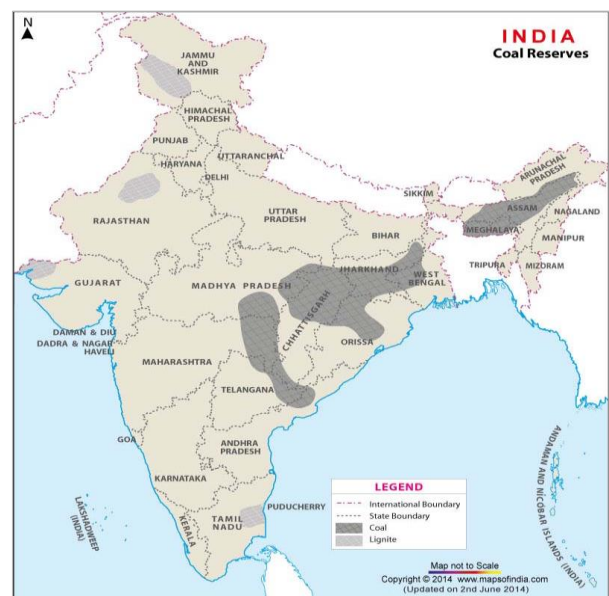 N
INDIA
Coal Reserves
JAMMU
AND
KASHMIR
HIMACHAL
PRADESH
PUNJAB
UTTARANCHAL
HARYANA
DELHI
RAJASTHAN
UTTAR
PRADESH
BIHAR
SIKKIM
ARUNACHAL
PRADESH
ASSAM
NAGALAND
MEGHALAYA
MANIPUR
TRIPURA
MIZORAM
GUJARAT
MADHYA PRADESH
JHARKHAND
WEST
BENGAL
CHHATTISGARH
ORISSA
DAMAN & DIU
DADRA & NAGAR
HAVELI
MAHARASHTRA
TELANGANA
GOA
ANDHRA
PRADESH
KARNATAKA
LAKSHADWEEP
(INDIA)
KERALA
TAMIL
NADU
PUDUCHERRY
ANDAMAN AND NICOBAR ISLANDS (INDIA)
LEGEND
International Boundary
State Boundary
Coal
Lignite
Map not to Scale
Copyright © 2014 www.mapsofindia.com
(Updated on 2nd June 2014)